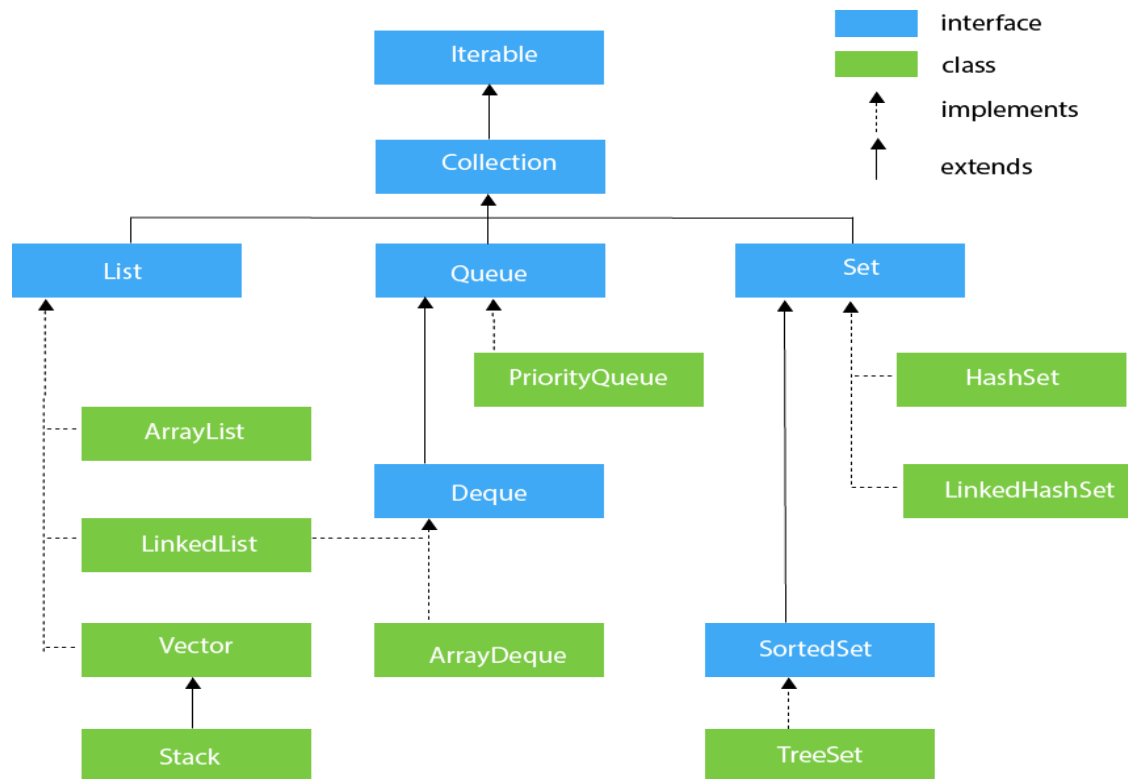 interface
Iterable
class
implements
Collection
extends
List
Queue
Set
PriorityQueue
HashSet
ArrayList
Deque
LinkedHashSet
LinkedList
Vector
ArrayDeque
SortedSet
Stack
TreeSet